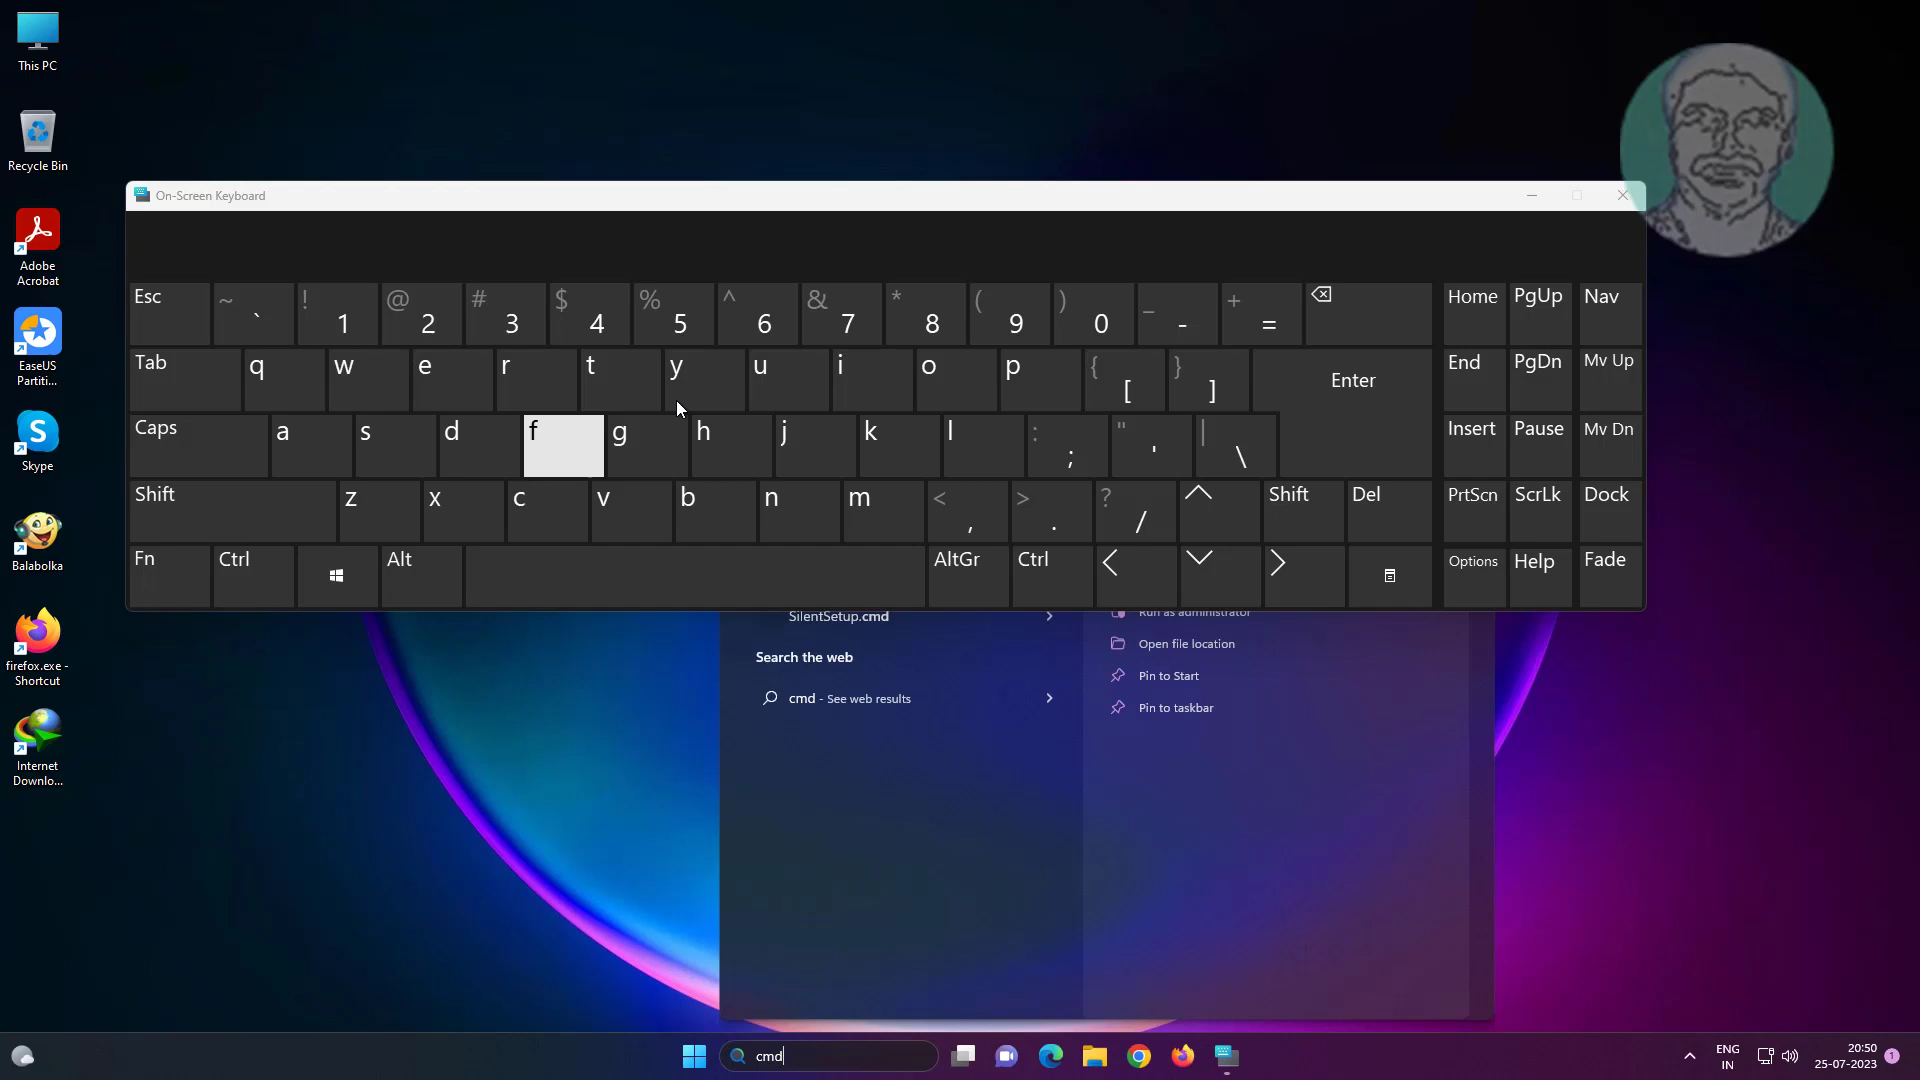 This PC
Recycle Bin
Adobe
Acrobat
EaseUS
Partiti...
Skype
Balabolka
firefox.exe -
Shortcut
Internet
Downlo...
On-Screen Keyboard
Esc ~ ` ! 1 @ 2 # 3 $ 4 % 5 ^ 6 & 7 * 8 ( 9 ) 0 _ - + = Home PgUp Nav
Tab q w e r t y u i o p { [ } ] Enter End PgDn Mv Up
Caps a s d f g h j k l : ; " ' | \ Insert Pause Mv Dn
Shift z x c v b n m < , > . ? / Shift Del PrtScn ScrLk Dock
Fn Ctrl Alt AltGr Ctrl Options Help Fade
SilentSetup.cmd
Search the web
cmd - See web results
Run as administrator
Open file location
Pin to Start
Pin to taskbar
cmd
ENG
IN
20:50
25-07-2023
1